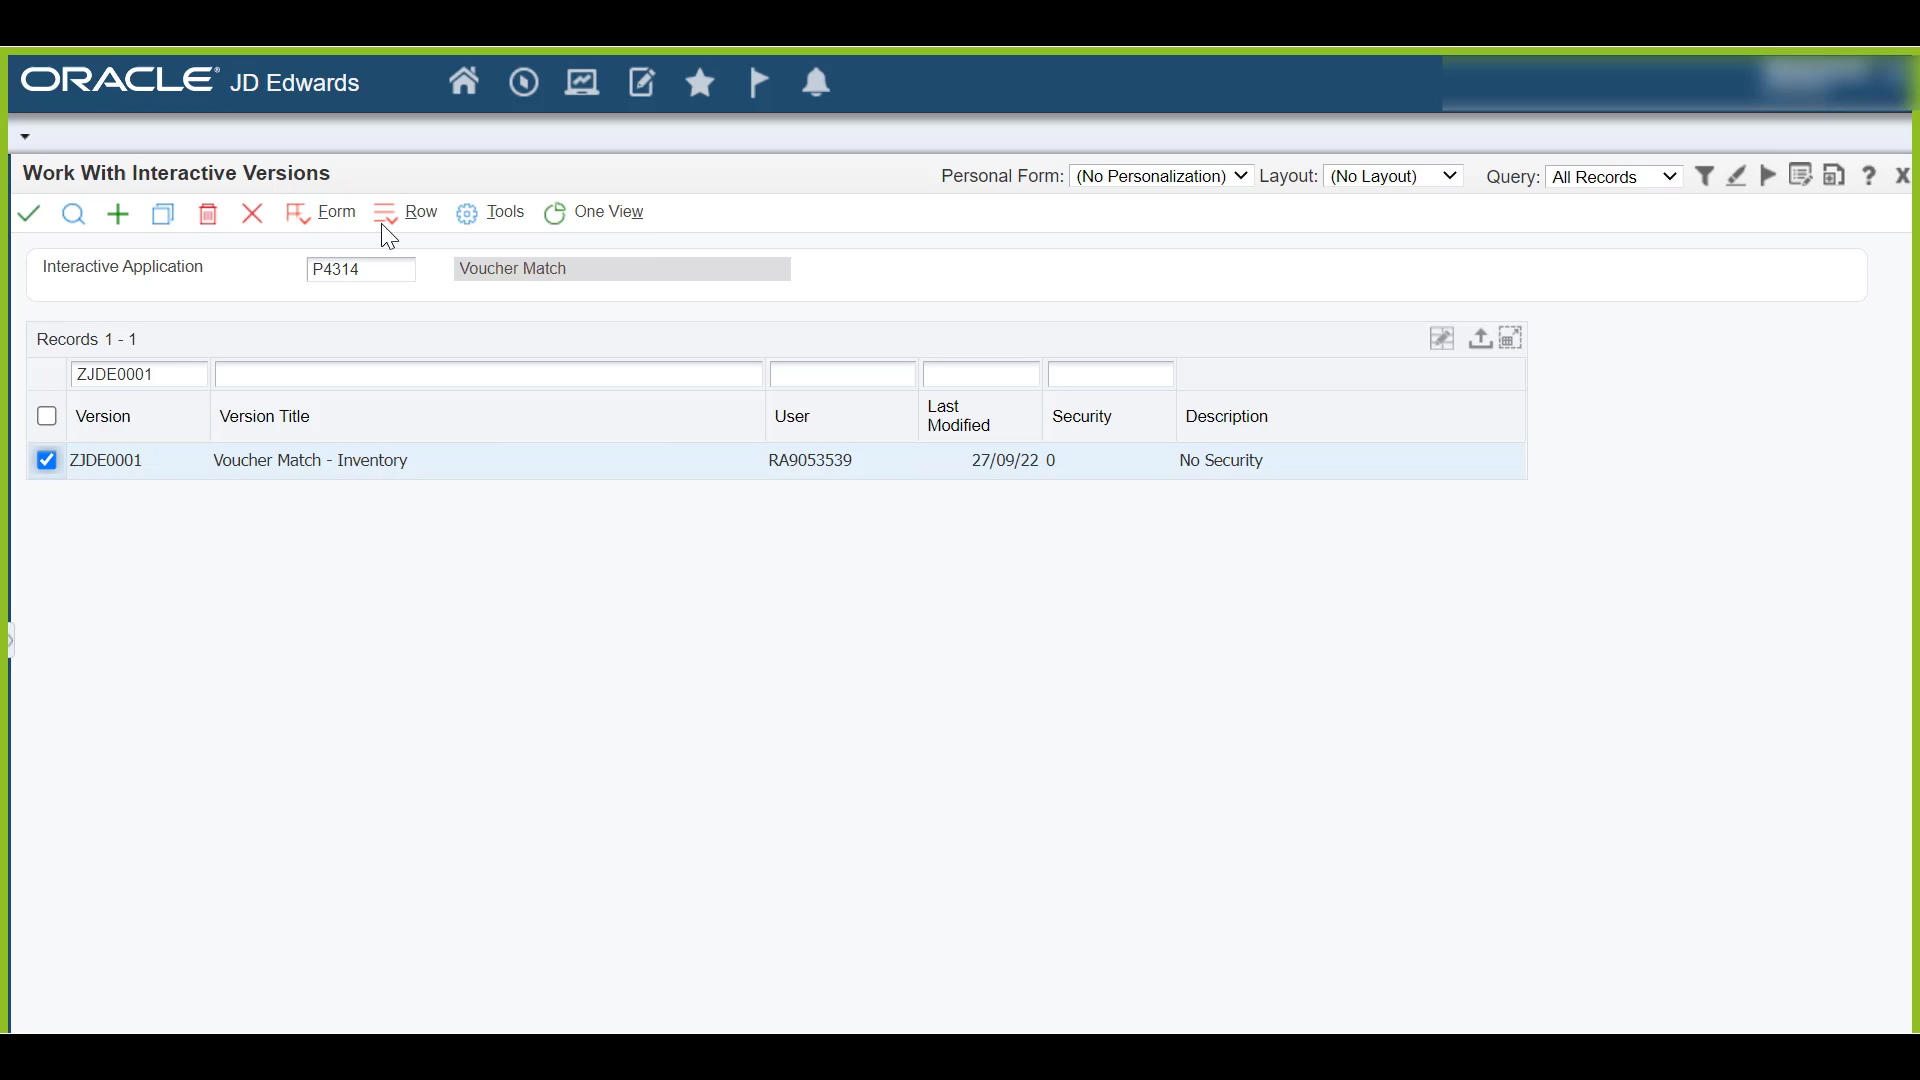 ORACLE JD Edwards
Work With Interactive Versions
Personal Form: (No Personalization) Layout: (No Layout) Query: All Records
Form Row Tools One View
Interactive Application P4314 Voucher Match
Records 1 - 1
ZJDE0001
Version Version Title User Last Modified Security Description
ZJDE0001 Voucher Match - Inventory RA9053539 27/09/22 0 No Security